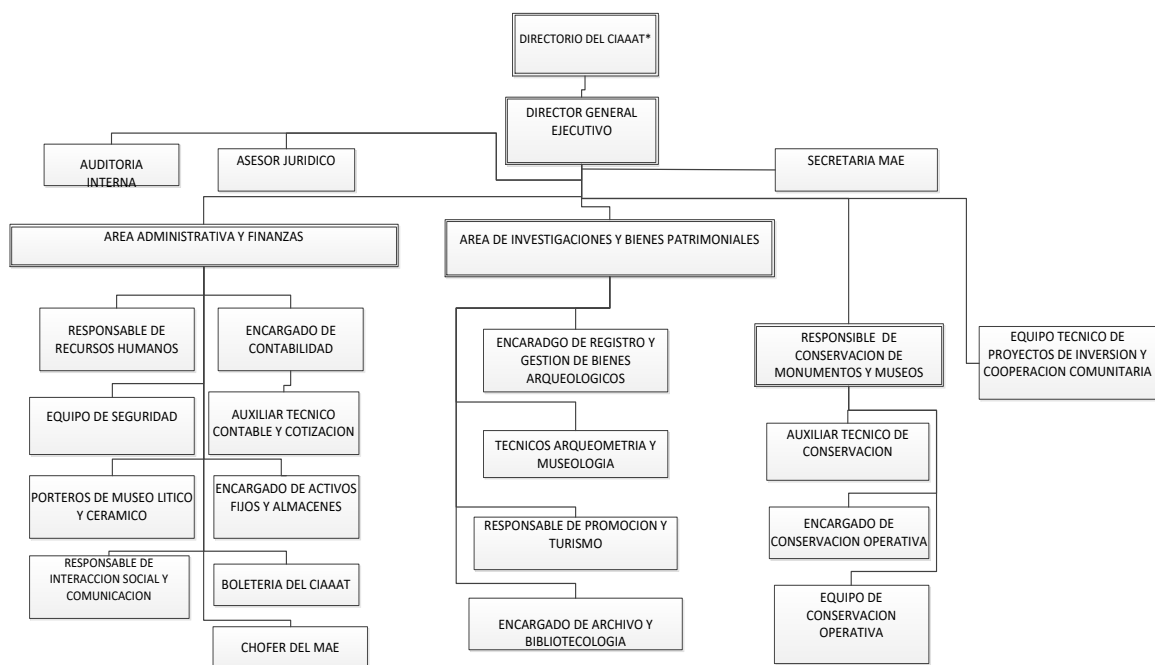 DIRECTORIO DEL CIAAAT*
DIRECTOR GENERAL
EJECUTIVO
AUDITORIA
INTERNA
ASESOR JURIDICO
SECRETARIA MAE
AREA ADMINISTRATIVA Y FINANZAS
AREA DE INVESTIGACIONES Y BIENES PATRIMONIALES
RESPONSABLE DE
RECURSOS HUMANOS
ENCARGADO DE
CONTABILIDAD
EQUIPO DE SEGURIDAD
AUXILIAR TECNICO
CONTABLE Y COTIZACION
PORTEROS DE MUSEO LITICO
Y CERAMICO
ENCARGADO DE ACTIVOS
FIJOS Y ALMACENES
RESPONSABLE DE
INTERACCION SOCIAL Y
COMUNICACION
BOLETERIA DEL CIAAAT
CHOFER DEL MAE
ENCARADGO DE REGISTRO Y
GESTION DE BIENES
ARQUEOLOGICOS
TECNICOS ARQUEOMETRIA Y
MUSEOLOGIA
RESPONSABLE DE PROMOCION Y
TURISMO
ENCARGADO DE ARCHIVO Y
BIBLIOTECOLOGIA
RESPONSIBLE DE
CONSERVACION DE
MONUMENTOS Y MUSEOS
AUXILIAR TECNICO DE
CONSERVACION
ENCARGADO DE
CONSERVACION OPERATIVA
EQUIPO DE
CONSERVACION
OPERATIVA
EQUIPO TECNICO DE
PROYECTOS DE INVERSION Y
COOPERACION COMUNITARIA